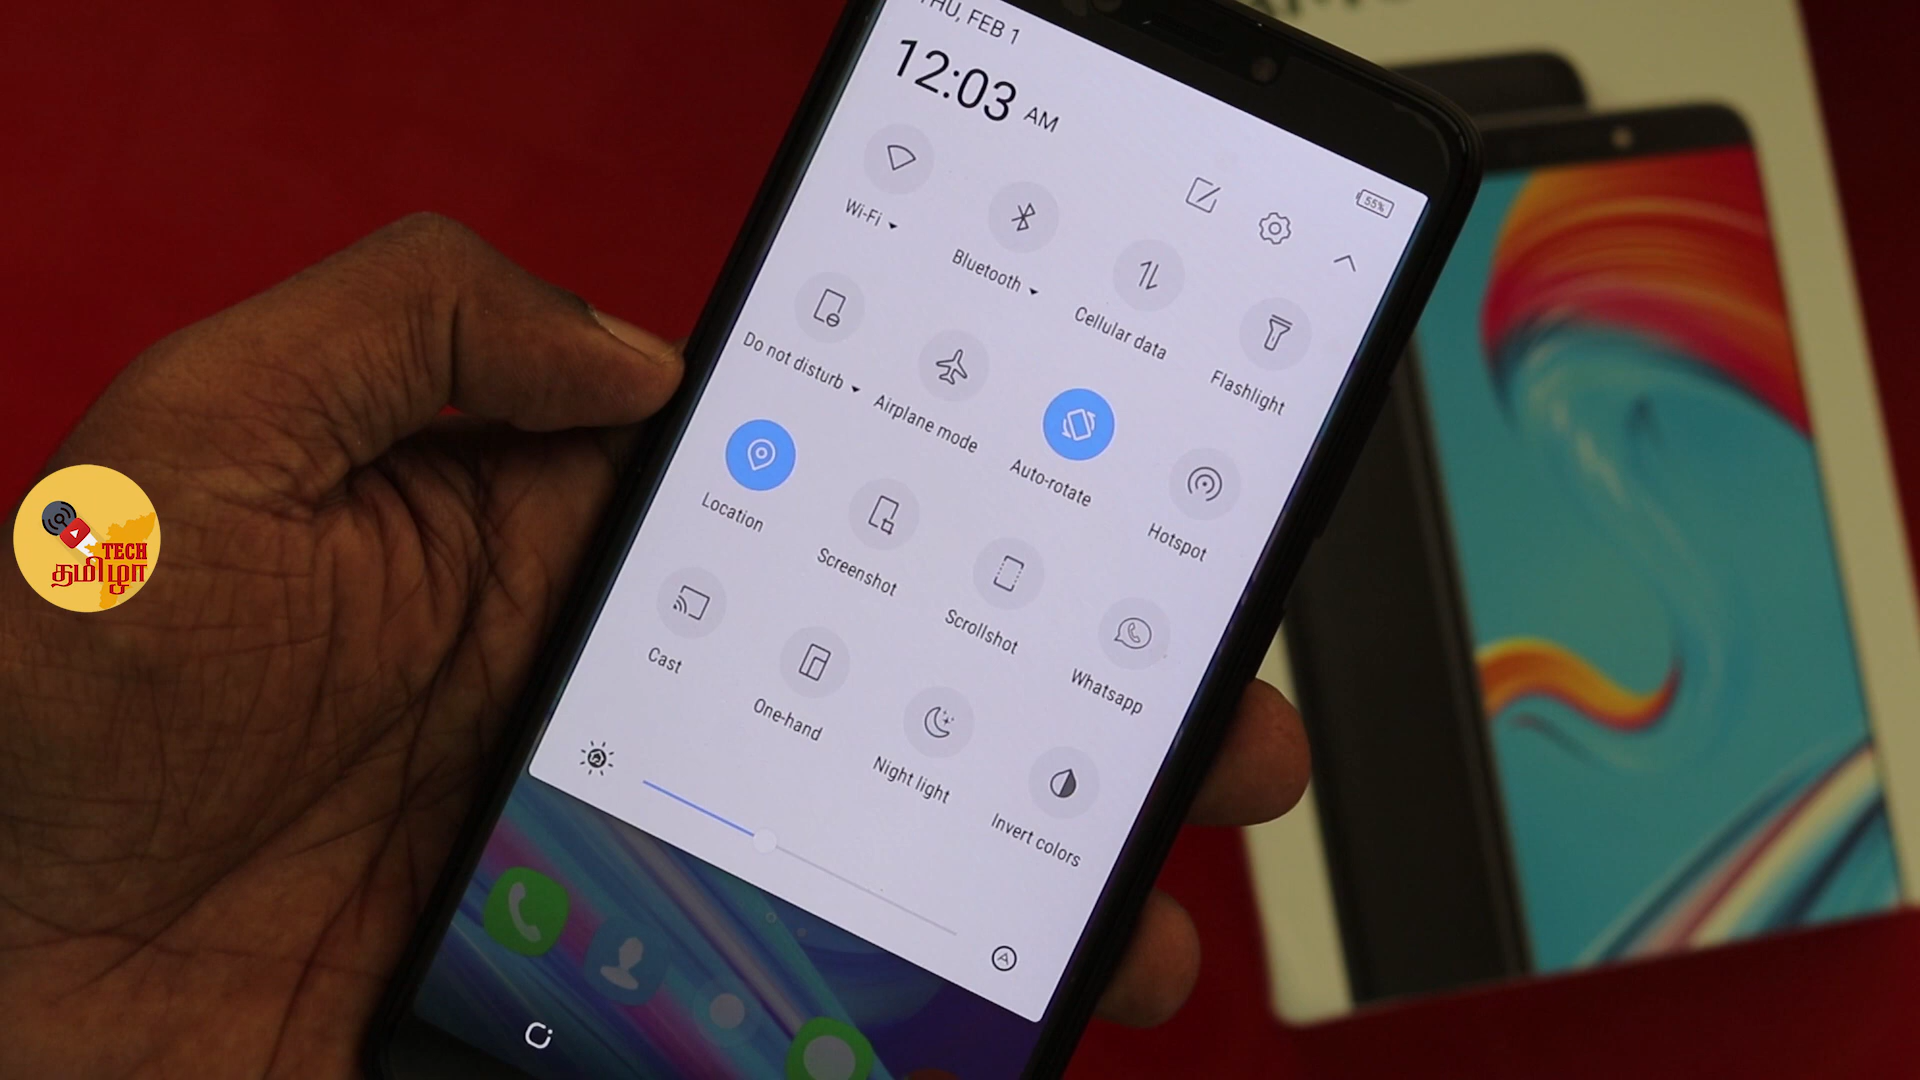 THU, FEB 1
12:03 AM
55%
Wi-Fi
Bluetooth
Cellular data
Flashlight
Do not disturb
Airplane mode
Auto-rotate
Hotspot
Location
Screenshot
Scrollshot
Whatsapp
Cast
One-hand
Night light
Invert colors
TECH
தமிழா